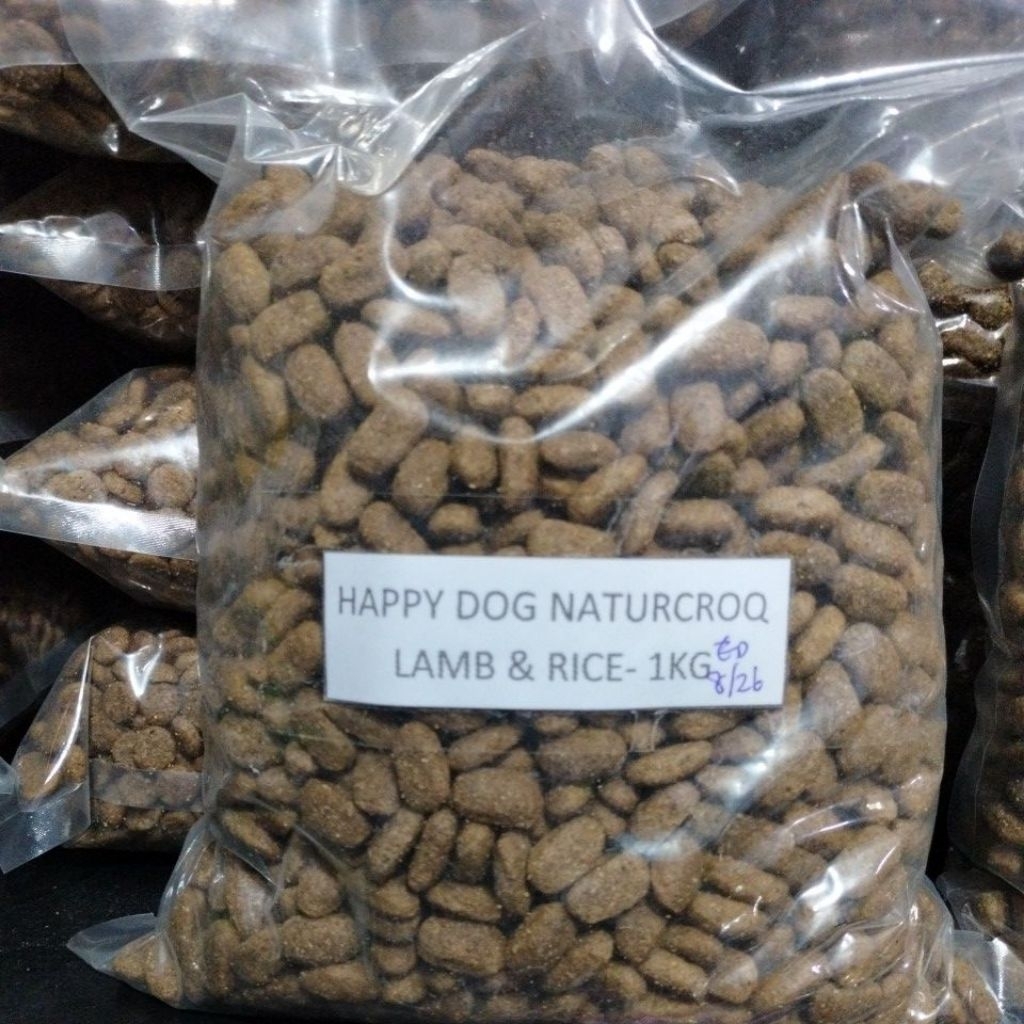 HAPPY DOG NATURCROQ
LAMB & RICE- 1KG
ED
8/26